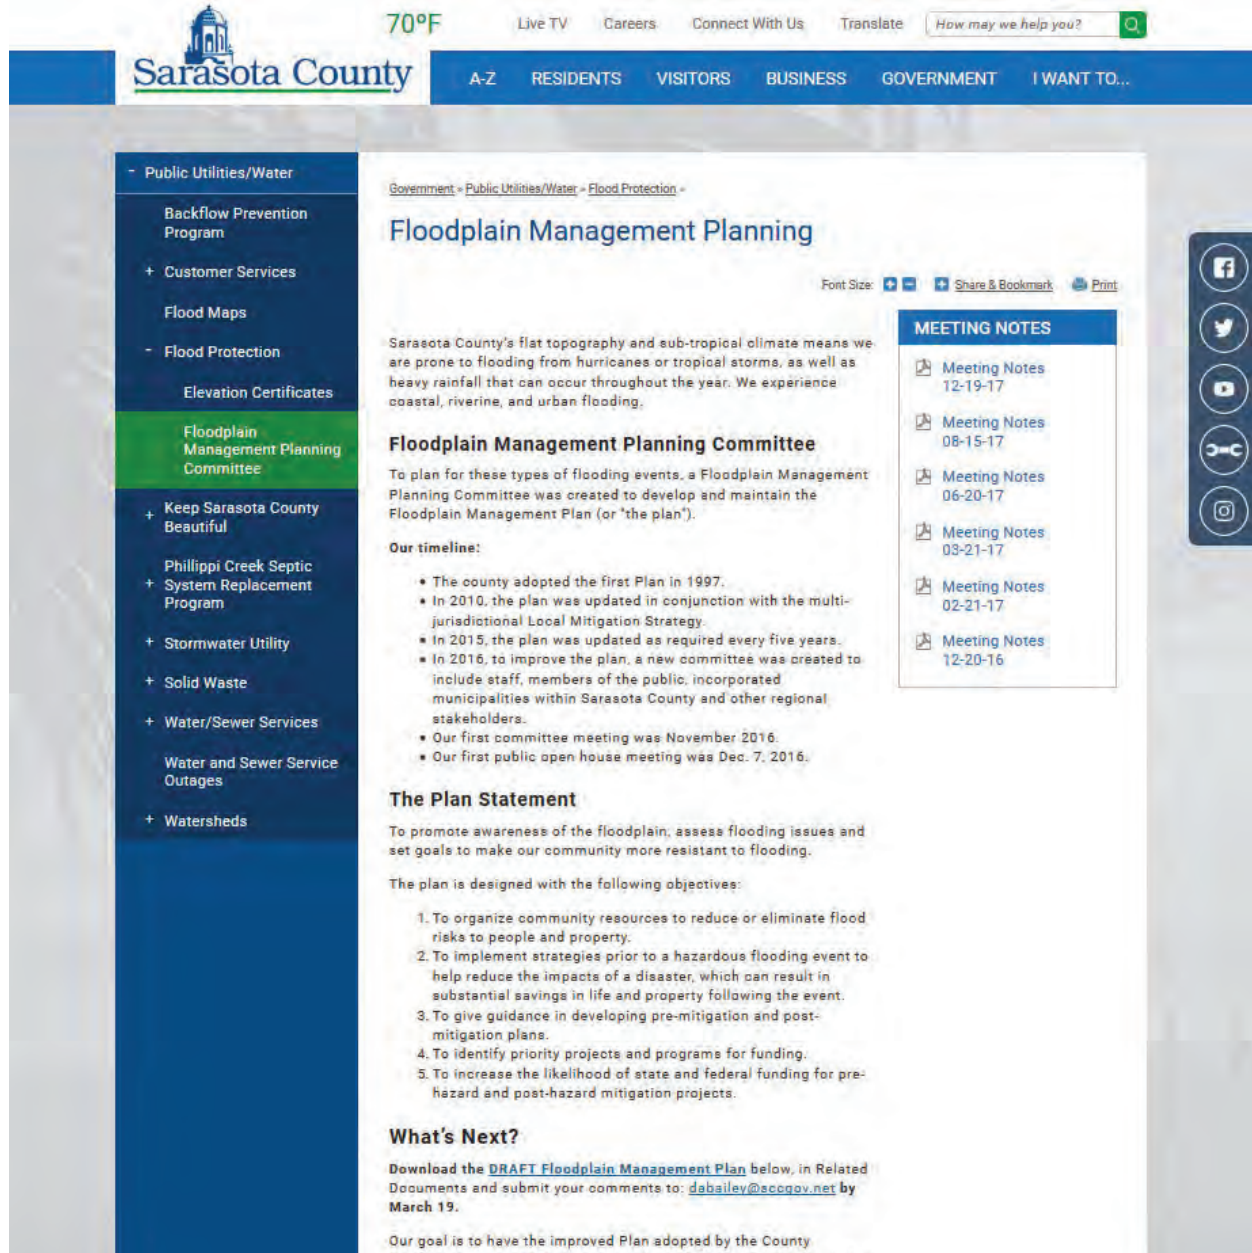 70°F
Live TV
Careers
Connect With Us
Translate
How may we help you?
Sarasota County
A-Z
RESIDENTS
VISITORS
BUSINESS
GOVERNMENT
I WANT TO...
- Public Utilities/Water
Backflow Prevention
Program
+ Customer Services
Flood Maps
- Flood Protection
Elevation Certificates
Floodplain
Management Planning
Committee
+ Keep Sarasota County
Beautiful
Phillippi Creek Septic
+ System Replacement
Program
+ Stormwater Utility
+ Solid Waste
+ Water/Sewer Services
Water and Sewer Service
Outages
+ Watersheds
Government » Public Utilities/Water » Flood Protection »
Floodplain Management Planning
Font Size: + - + Share & Bookmark Print
Sarasota County's flat topography and sub-tropical climate means we
are prone to flooding from hurricanes or tropical storms, as well as
heavy rainfall that can occur throughout the year. We experience
coastal, riverine, and urban flooding.
Floodplain Management Planning Committee
To plan for these types of flooding events, a Floodplain Management
Planning Committee was created to develop and maintain the
Floodplain Management Plan (or "the plan").
Our timeline:
• The county adopted the first Plan in 1997.
• In 2010, the plan was updated in conjunction with the multi-
jurisdictional Local Mitigation Strategy.
• In 2015, the plan was updated as required every five years.
• In 2016, to improve the plan, a new committee was created to
include staff, members of the public, incorporated
municipalities within Sarasota County and other regional
stakeholders.
• Our first committee meeting was November 2016.
• Our first public open house meeting was Dec. 7, 2016.
The Plan Statement
To promote awareness of the floodplain; assess flooding issues and
set goals to make our community more resistant to flooding.
The plan is designed with the following objectives:
1. To organize community resources to reduce or eliminate flood
risks to people and property.
2. To implement strategies prior to a hazardous flooding event to
help reduce the impacts of a disaster, which can result in
substantial savings in life and property following the event.
3. To give guidance in developing pre-mitigation and post-
mitigation plans.
4. To identify priority projects and programs for funding.
5. To increase the likelihood of state and federal funding for pre-
hazard and post-hazard mitigation projects.
What's Next?
Download the DRAFT Floodplain Management Plan below, in Related
Documents and submit your comments to: dabailey@scgov.net by
March 19.
Our goal is to have the improved Plan adopted by the County
MEETING NOTES
Meeting Notes
12-19-17
Meeting Notes
08-15-17
Meeting Notes
06-20-17
Meeting Notes
03-21-17
Meeting Notes
02-21-17
Meeting Notes
12-20-16